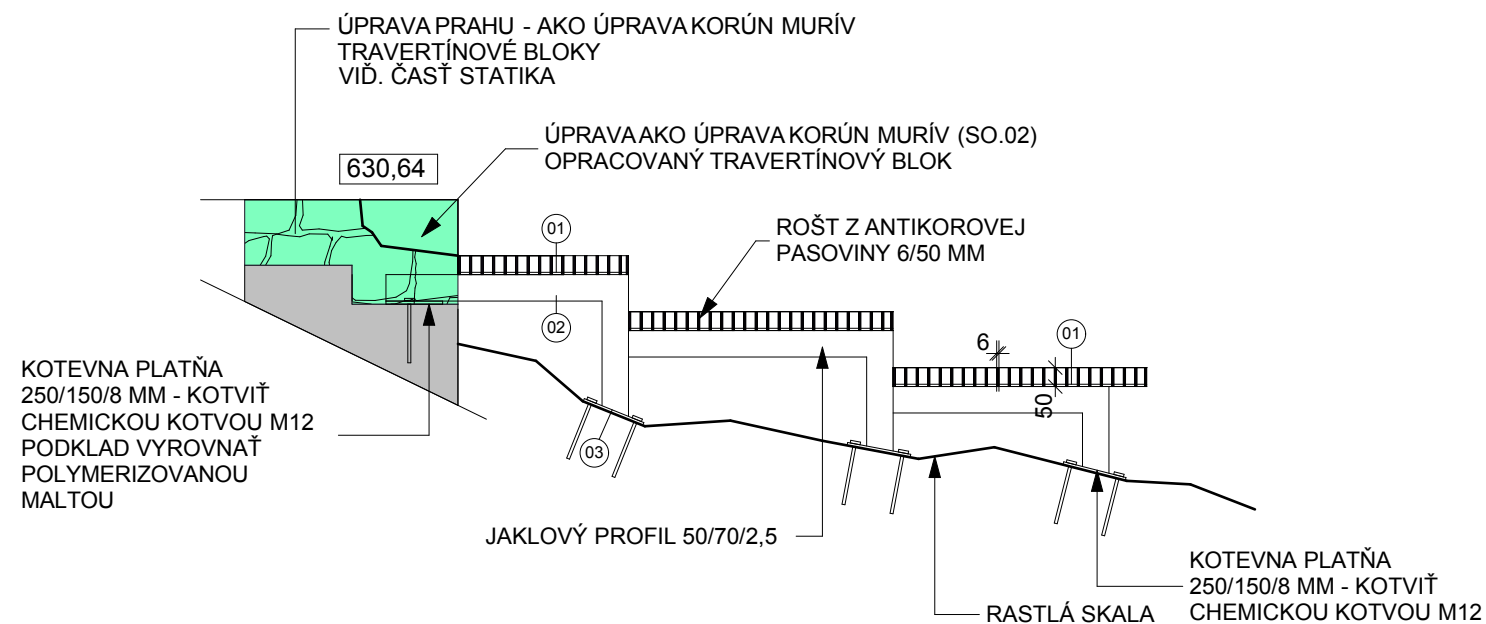 ÚPRAVA PRAHU - AKO ÚPRAVA KORÚN MURÍV
TRAVERTÍNOVÉ BLOKY
VIĎ. ČASŤ STATIKA
ÚPRAVA AKO ÚPRAVA KORÚN MURÍV (SO.02)
OPRACOVANÝ TRAVERTÍNOVÝ BLOK
630,64
ROŠT Z ANTIKOROVEJ
PASOVINY 6/50 MM
01
02
03
6
01
50
KOTEVNA PLATŇA
250/150/8 MM - KOTVIŤ
CHEMICKOU KOTVOU M12
PODKLAD VYROVNAŤ
POLYMERIZOVANOU
MALTOU
JAKLOVÝ PROFIL 50/70/2,5
RASTLÁ SKALA
KOTEVNA PLATŇA
250/150/8 MM - KOTVIŤ
CHEMICKOU KOTVOU M12